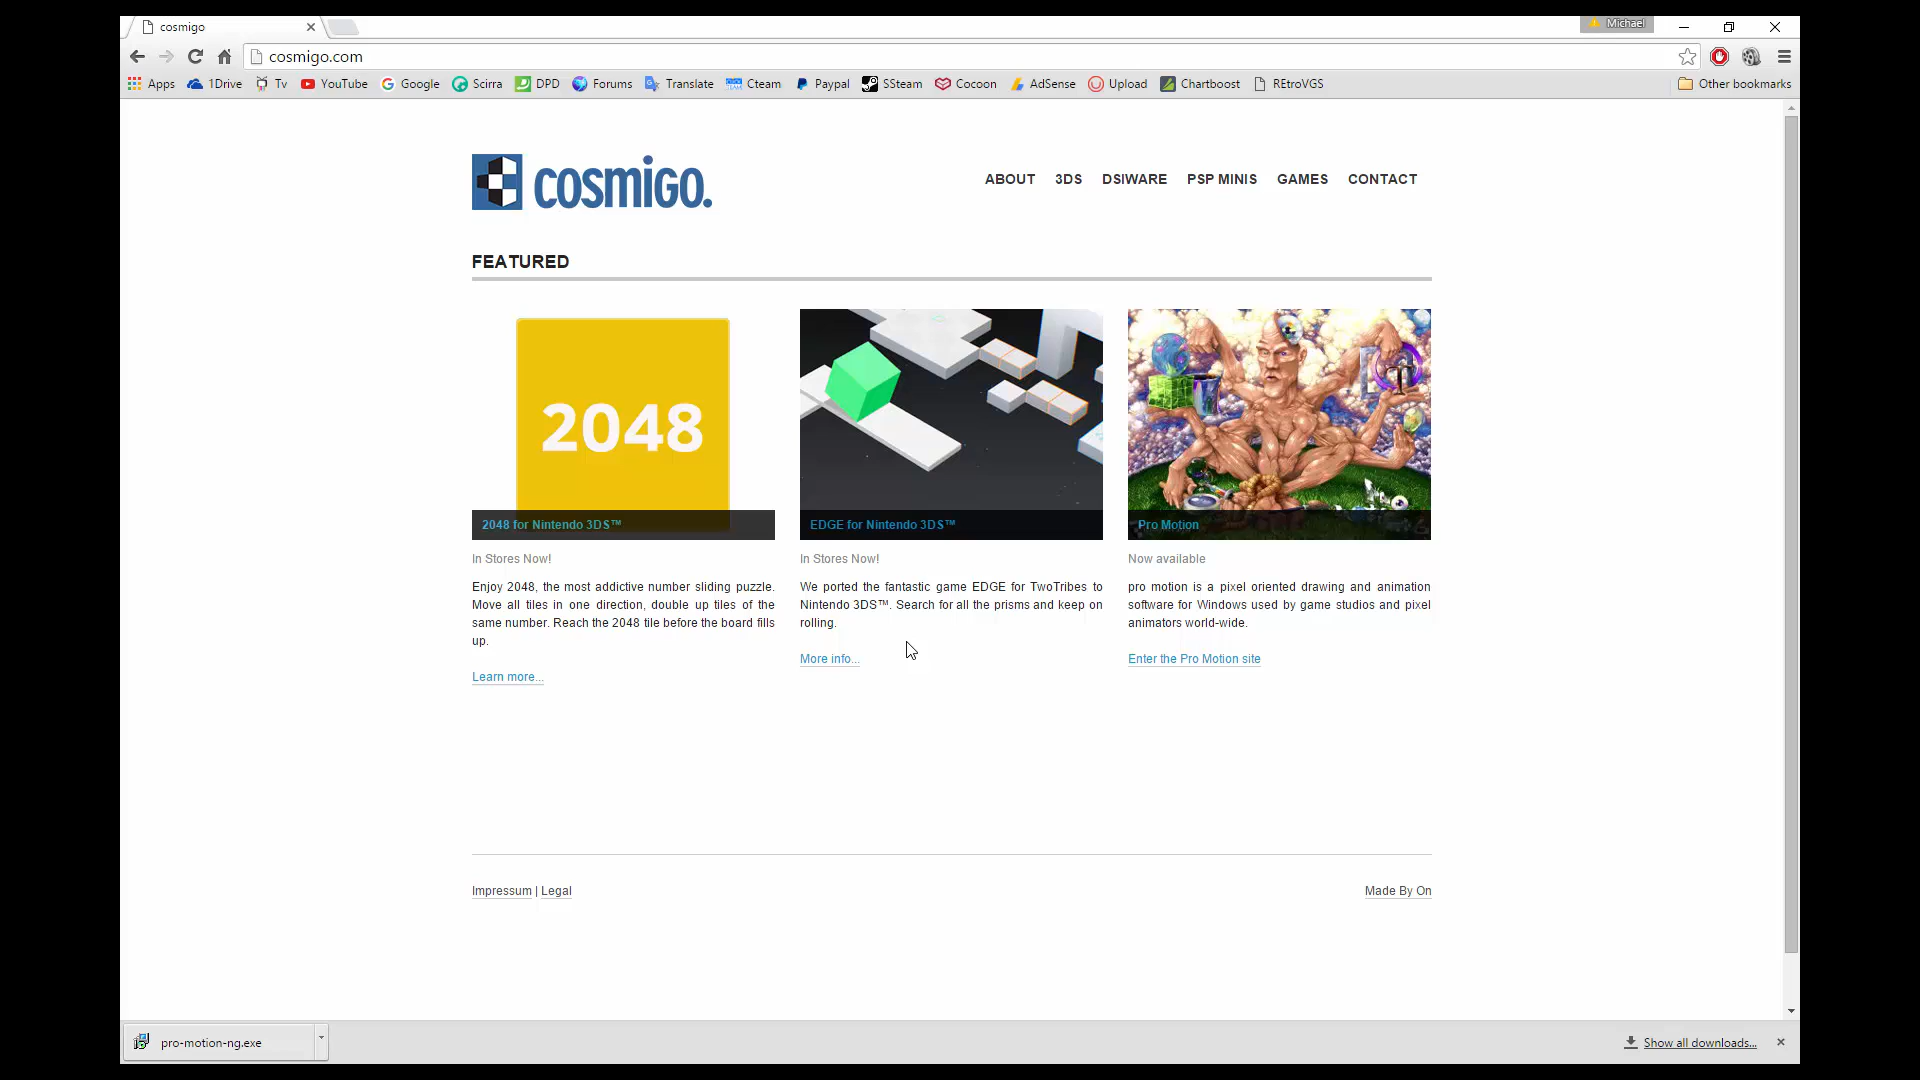 cosmigo
Michael
cosmigo.com
Apps 1Drive Tv YouTube Google Scirra DPD Forums Translate Cteam Paypal SSteam Cocoon AdSense Upload Chartboost REtroVGS Other bookmarks
cosmigo.
ABOUT 3DS DSIWARE PSP MINIS GAMES CONTACT
FEATURED
2048
2048 for Nintendo 3DS™
In Stores Now!
Enjoy 2048, the most addictive number sliding puzzle.
Move all tiles in one direction, double up tiles of the
same number. Reach the 2048 tile before the board fills
up.
Learn more...
EDGE for Nintendo 3DS™
In Stores Now!
We ported the fantastic game EDGE for TwoTribes to
Nintendo 3DS™. Search for all the prisms and keep on
rolling.
More info...
Pro Motion
Now available
pro motion is a pixel oriented drawing and animation
software for Windows used by game studios and pixel
animators world-wide.
Enter the Pro Motion site
Impressum | Legal
Made By On
pro-motion-ng.exe
Show all downloads...